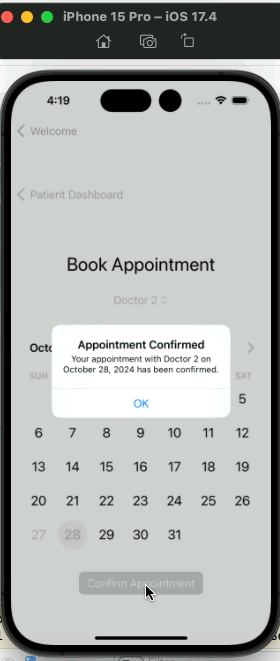 iPhone 15 Pro – iOS 17.4
4:19
Welcome
Patient Dashboard
Book Appointment
Doctor 2
Octo
Appointment Confirmed
Your appointment with Doctor 2 on
October 28, 2024 has been confirmed.
OK
SUN SAT
5
6 7 8 9 10 11 12
13 14 15 16 17 18 19
20 21 22 23 24 25 26
27 28 29 30 31
Confirm Appointment